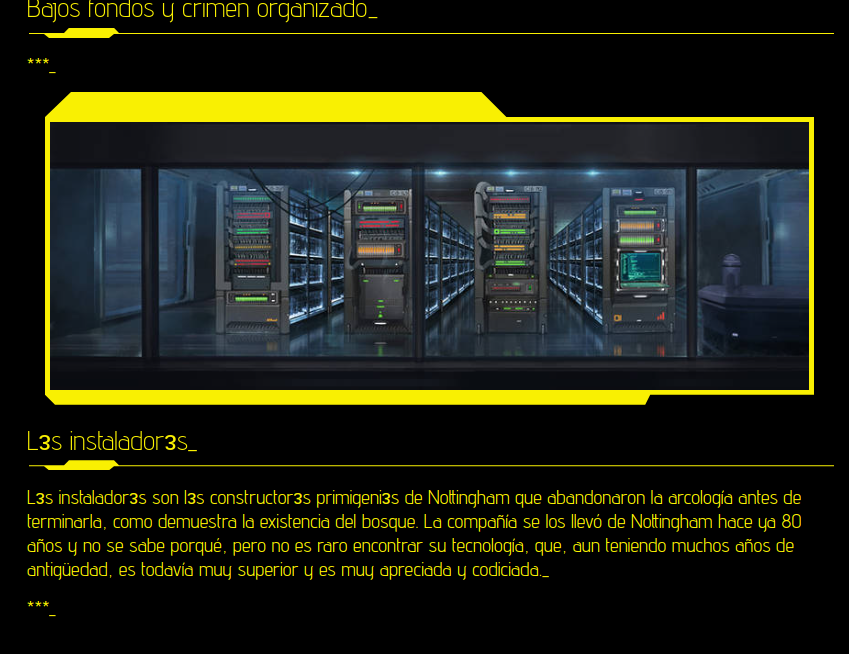 Bajos fondos y crimen organizado_
***_
L3s instalador3s_
L3s instalador3s son l3s constructor3s primigeni3s de Nottingham que abandonaron la arcología antes de
terminarla, como demuestra la existencia del bosque. La compañía se los llevó de Nottingham hace ya 80
años y no se sabe porqué, pero no es raro encontrar su tecnología, que, aun teniendo muchos años de
antigüedad, es todavía muy superior y es muy apreciada y codiciada._
***_